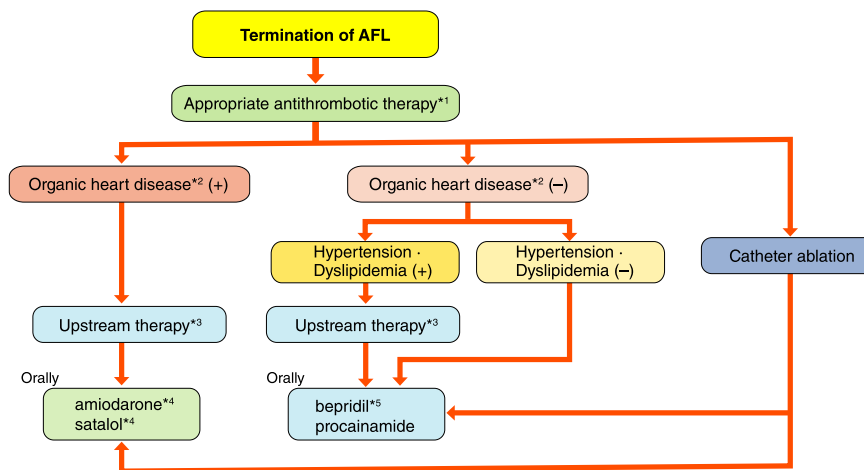 Termination of AFL
Appropriate antithrombotic therapy*1
Organic heart disease*2 (+)
Organic heart disease*2 (−)
Hypertension ·
Dyslipidemia (+)
Hypertension ·
Dyslipidemia (−)
Catheter ablation
Upstream therapy*3
Upstream therapy*3
Orally
amiodarone*4
satalol*4
Orally
bepridil*5
procainamide